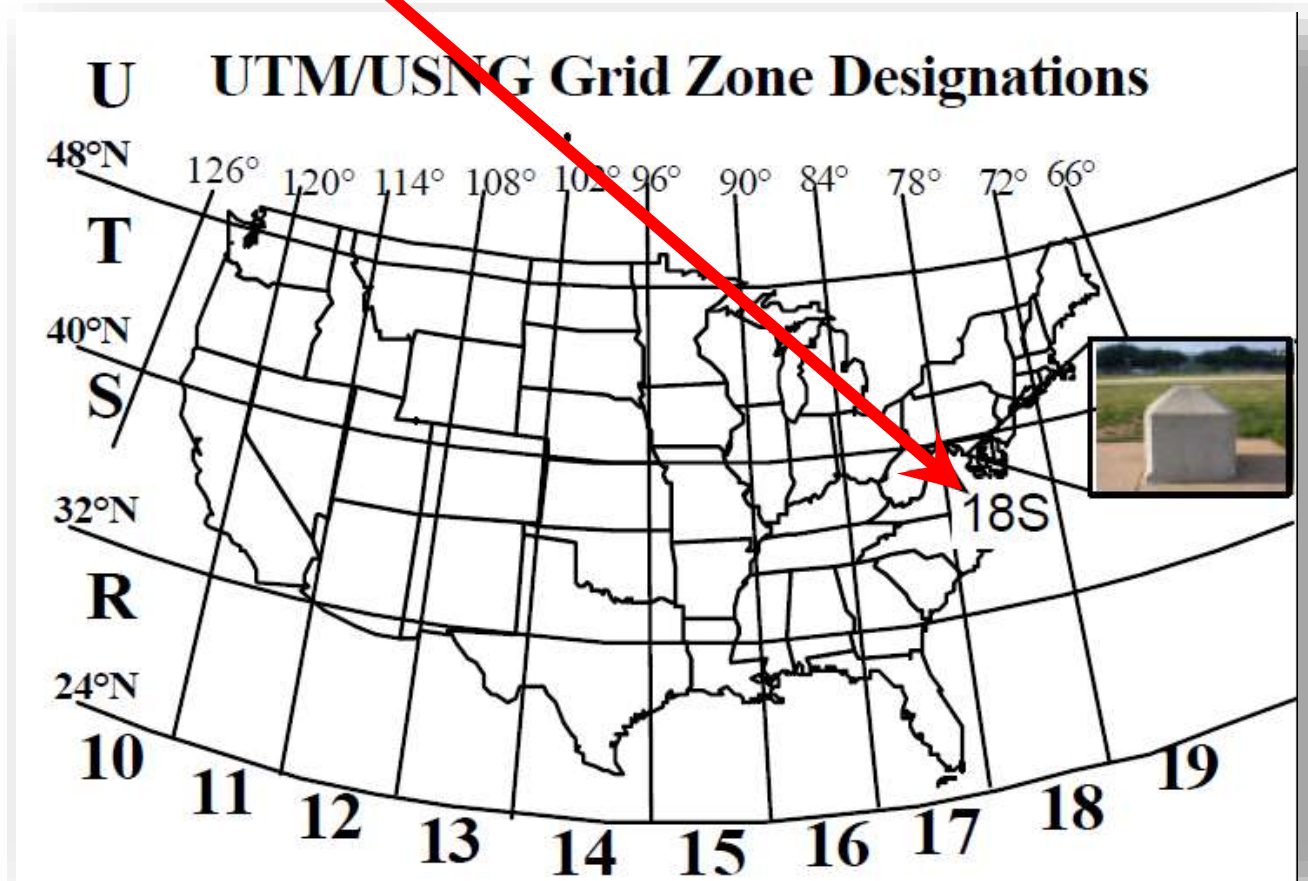 U UTM/USNG Grid Zone Designations
48°N
126° 120° 114° 108° 102° 96° 90° 84° 78° 72° 66°
T
40°N
S
18S
32°N
R
24°N
10 11 12 13 14 15 16 17 18 19